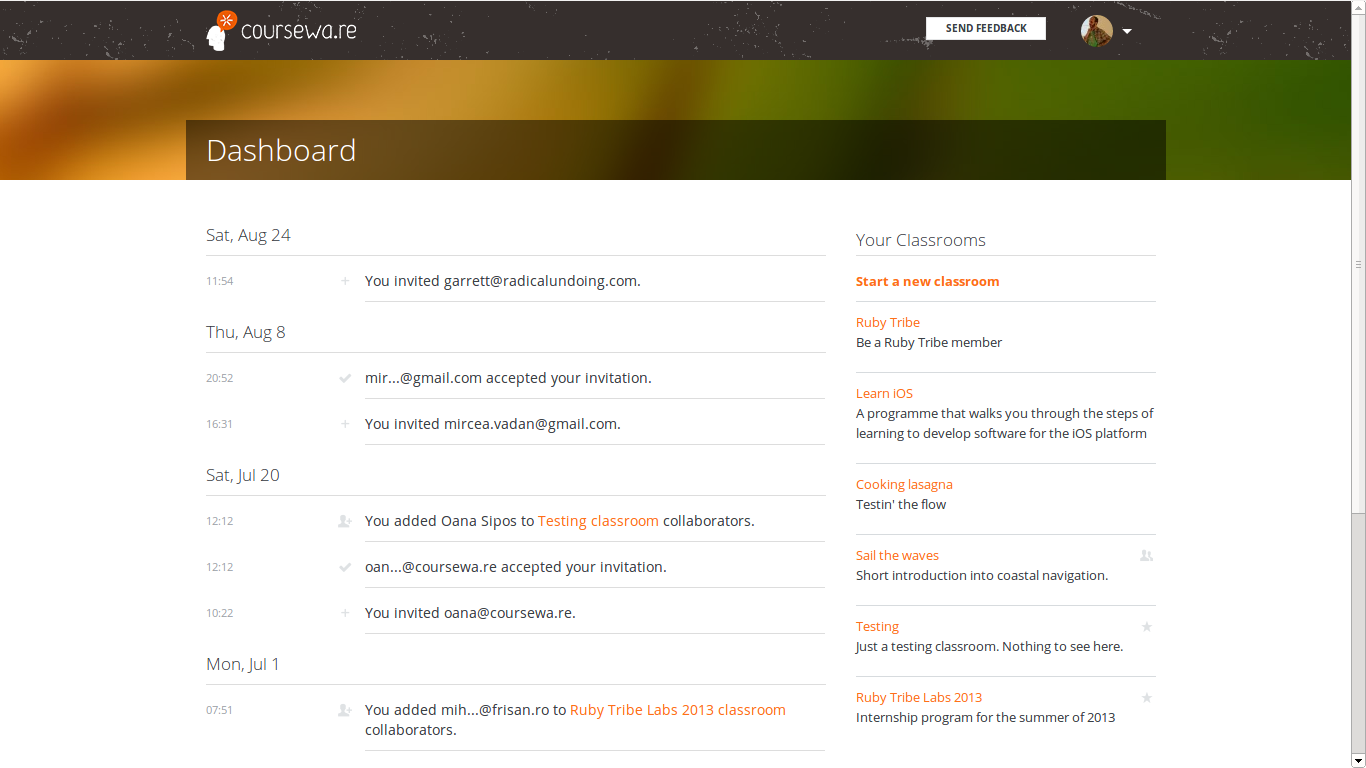 coursewa.re
SEND FEEDBACK
Dashboard
Sat, Aug 24
11:54 + You invited garrett@radicalundoing.com.
Thu, Aug 8
20:52 mir...@gmail.com accepted your invitation.
16:31 + You invited mircea.vadan@gmail.com.
Sat, Jul 20
12:12 You added Oana Sipos to Testing classroom collaborators.
12:12 oan...@coursewa.re accepted your invitation.
10:22 + You invited oana@coursewa.re.
Mon, Jul 1
07:51 You added mih...@frisan.ro to Ruby Tribe Labs 2013 classroom
collaborators.
Your Classrooms
Start a new classroom
Ruby Tribe
Be a Ruby Tribe member
Learn iOS
A programme that walks you through the steps of
learning to develop software for the iOS platform
Cooking lasagna
Testin' the flow
Sail the waves
Short introduction into coastal navigation.
Testing
Just a testing classroom. Nothing to see here.
Ruby Tribe Labs 2013
Internship program for the summer of 2013